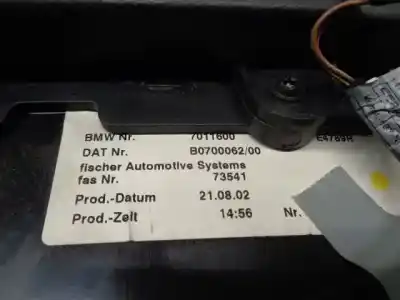 BMW Nr. 7011600 E4789R
DAT Nr. B0700062/00
fischer Automotive Systems
fas Nr. 73541
Prod.-Datum 21.08.02
Prod.-Zeit 14:56 Nr.